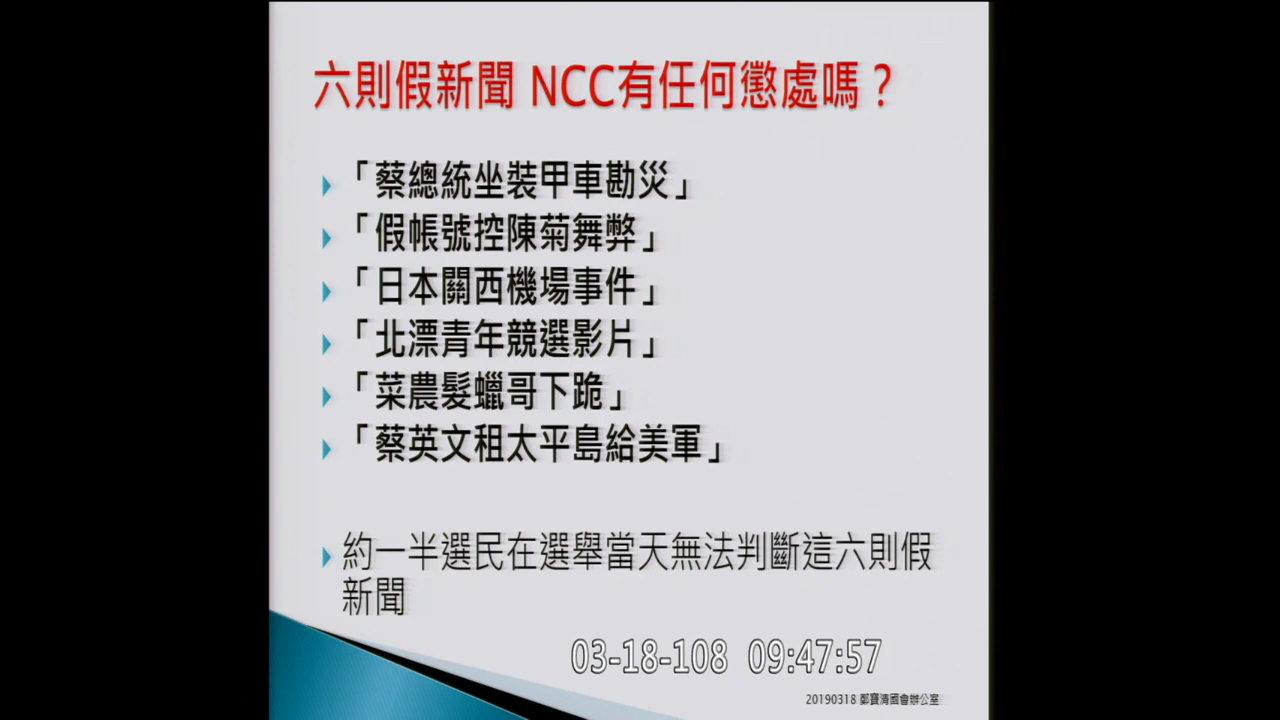 六則假新聞 NCC有任何懲處嗎？
「蔡總統坐裝甲車勘災」
「假帳號控陳菊舞弊」
「日本關西機場事件」
「北漂青年競選影片」
「菜農髮蠟哥下跪」
「蔡英文租太平島給美軍」
約一半選民在選舉當天無法判斷這六則假
新聞
03-18-108 09:47:57
20190318 鄭寶清國會辦公室